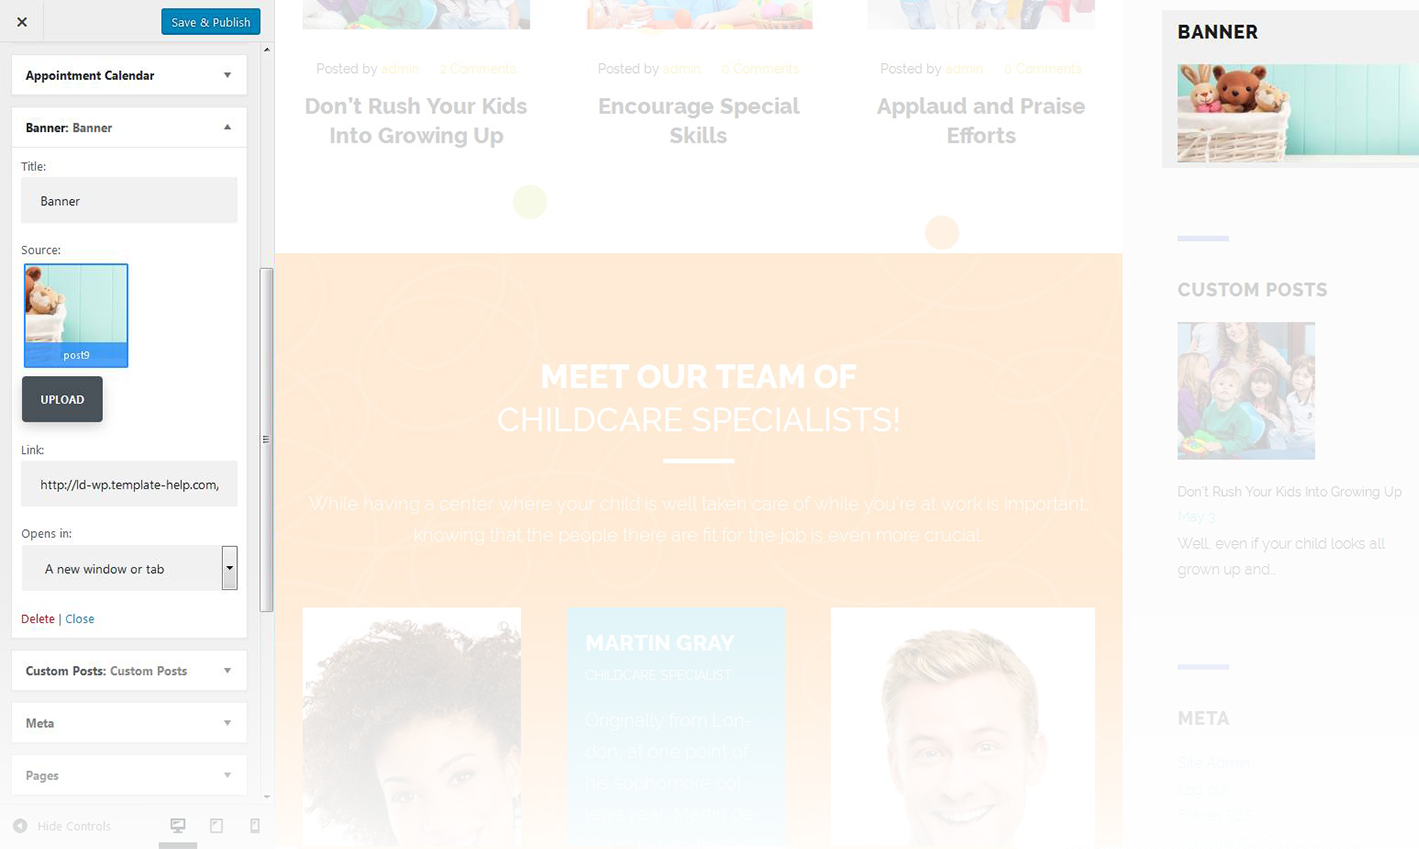 Save & Publish
Appointment Calendar
Banner: Banner
Title:
Banner
Source:
post9
UPLOAD
Link:
http://ld-wp.template-help.com,
Opens in:
A new window or tab
Delete | Close
Custom Posts: Custom Posts
Meta
Pages
Hide Controls
Posted by admin 2 Comments
Don't Rush Your Kids
Into Growing Up
Posted by admin 0 Comments
Encourage Special
Skills
Posted by admin 0 Comments
Applaud and Praise
Efforts
MEET OUR TEAM OF
CHILDCARE SPECIALISTS!
While having a center where your child is well taken care of while you're at work is important,
knowing that the people there are fit for the job is even more crucial.
MARTIN GRAY
CHILDCARE SPECIALIST
Originally from Lon-
don, at one point of
his sophomore col-
BANNER
CUSTOM POSTS
Don't Rush Your Kids Into Growing Up
May 3
Well, even if your child looks all
grown up and...
META
Site Admin
Log out